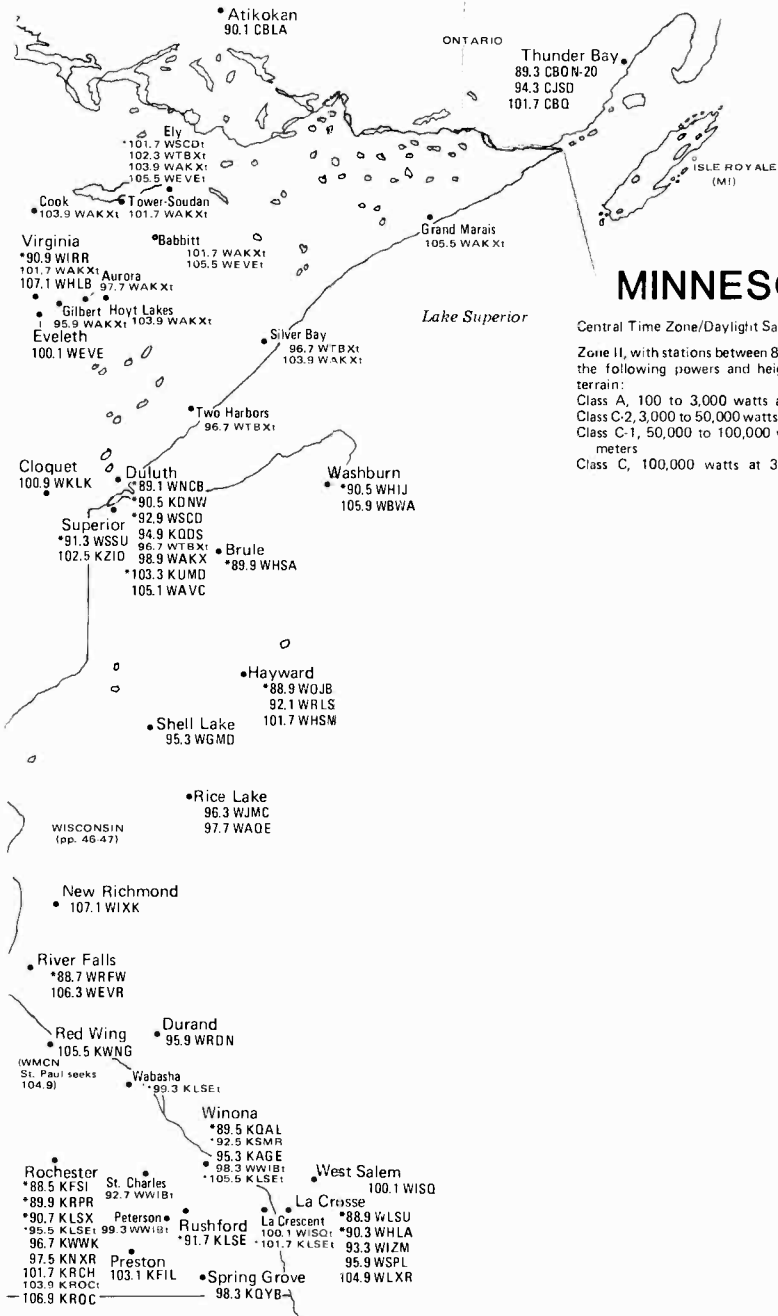 Atikokan
90.1 CBLA
ONTARIO
Thunder Bay
89.3 CBON-20
94.3 CJSD
101.7 CBQ
ISLE ROYALE
(MI)
Ely
*101.7 WSCDt
102.3 WTBXt
103.9 WAKXt
105.5 WEVEt
Cook
103.9 WAKXt
Tower-Soudan
101.7 WAKXt
Babbitt
101.7 WAKXt
105.5 WEVEt
Grand Marais
105.5 WAKXt
Virginia
*90.9 WIRR
101.7 WAKXt
107.1 WHLB
Aurora
97.7 WAKXt
Gilbert
95.9 WAKXt
Hoyt Lakes
103.9 WAKXt
Eveleth
100.1 WEVE
Lake Superior
MINNESO
Central Time Zone/Daylight Sa
Zone II, with stations between 8
the following powers and heig
terrain:
Class A, 100 to 3,000 watts a
Class C-2, 3,000 to 50,000 watts
Class C-1, 50,000 to 100,000
meters
Class C, 100,000 watts at 3
Silver Bay
96.7 WTBXt
103.9 WAKXt
Two Harbors
96.7 WTBXt
Cloquet
100.9 WKLK
Duluth
*89.1 WNCB
*90.5 KDNW
*92.9 WSCD
94.9 KQDS
96.7 WTBXt
98.9 WAKX
*103.3 KUMD
105.1 WAVC
Washburn
*90.5 WHIJ
105.9 WBWA
Superior
*91.3 WSSU
102.5 KZIO
Brule
*89.9 WHSA
Hayward
*88.9 WOJB
92.1 WRLS
101.7 WHSM
Shell Lake
95.3 WGMD
Rice Lake
96.3 WJMC
97.7 WAQE
WISCONSIN
(pp. 46-47)
New Richmond
107.1 WIXK
River Falls
*88.7 WRFW
106.3 WEVR
Red Wing
105.5 KWNG
(WMCN
St. Paul seeks
104.9)
Durand
95.9 WRDN
Wabasha
*99.3 KLSEt
Winona
*89.5 KQAL
*92.5 KSMR
95.3 KAGE
98.3 WWIBt
*105.5 KLSEt
Rochester
*88.5 KFSI
*89.9 KRPR
*90.7 KLSX
*95.5 KLSEt
96.7 KWWK
97.5 KNXR
101.7 KRCH
103.9 KROCt
106.9 KROC
St. Charles
92.7 WWIBt
Peterson
99.3 WWIBt
Preston
103.1 KFIL
Rushford
*91.7 KLSE
Spring Grove
98.3 KQYB
West Salem
100.1 WISQ
La Crescent
100.1 WISQt
*101.7 KLSEt
La Crosse
*88.9 WLSU
*90.3 WHLA
93.3 WIZM
95.9 WSPL
104.9 WLXR